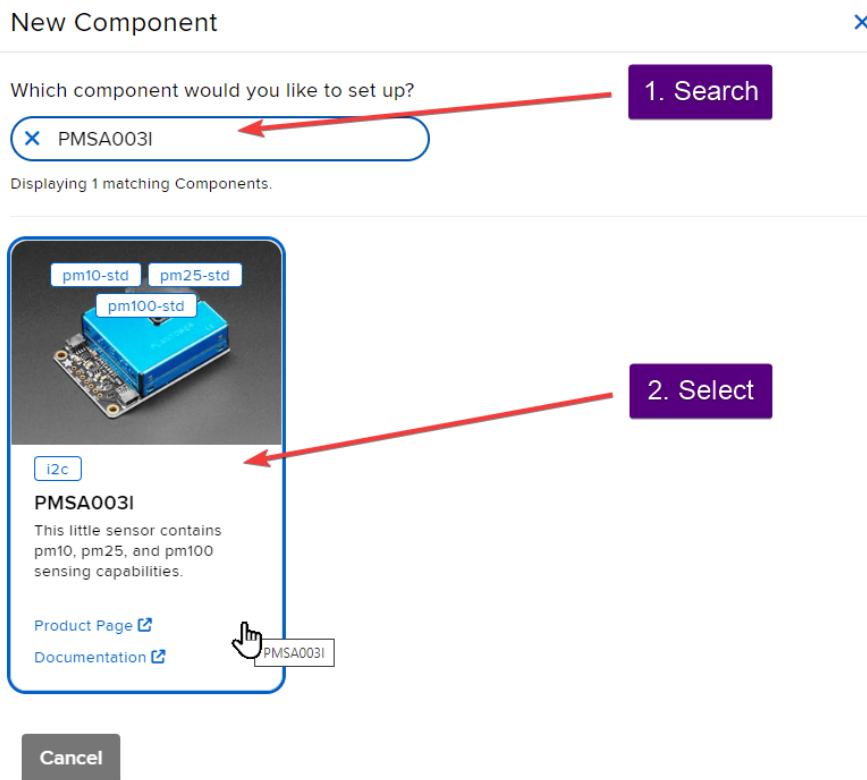 New Component
Which component would you like to set up?
1. Search
PMSA003I
Displaying 1 matching Components.
pm10-std
pm25-std
pm100-std
2. Select
i2c
PMSA003I
This little sensor contains
pm10, pm25, and pm100
sensing capabilities.
Product Page
Documentation
PMSA003I
Cancel